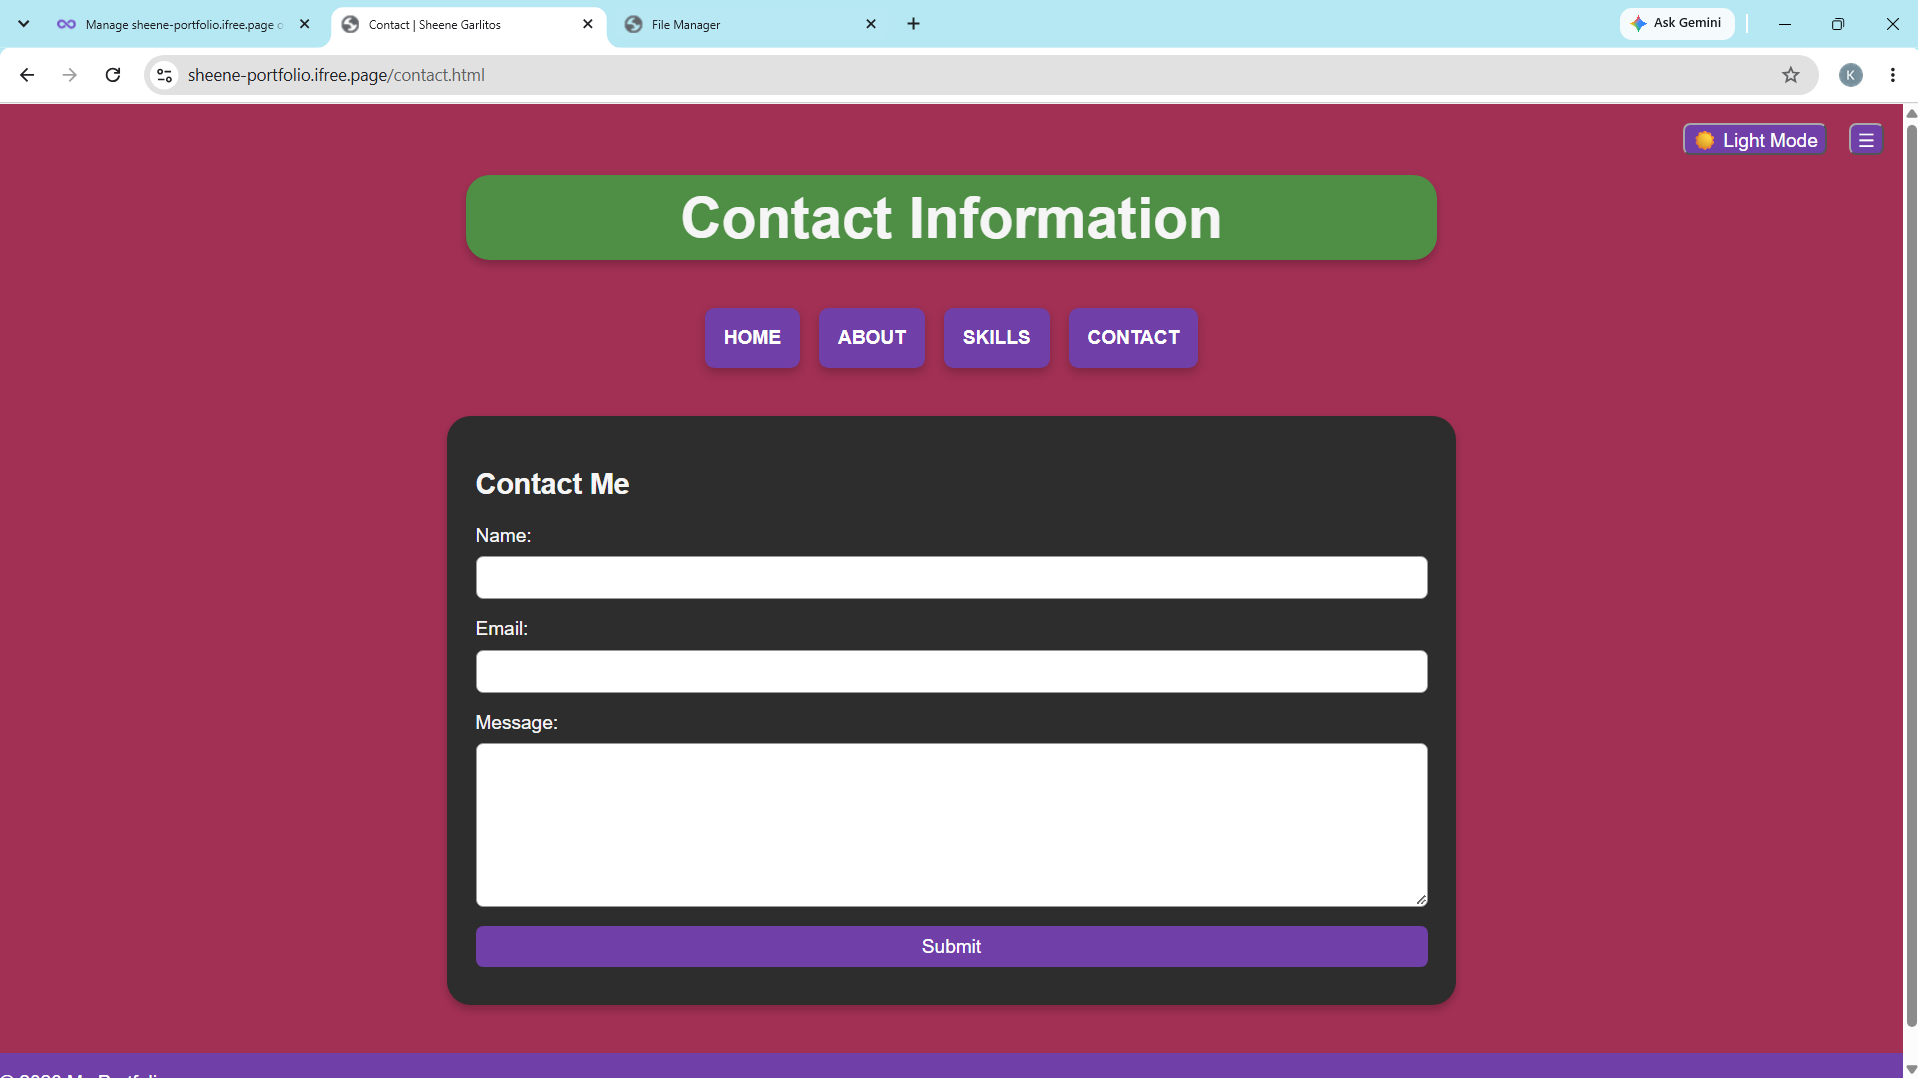 Manage sheene-portfolio.ifree.page
Contact | Sheene Garlitos
File Manager
Ask Gemini
sheene-portfolio.ifree.page/contact.html
K
Light Mode
Contact Information
HOME
ABOUT
SKILLS
CONTACT
Contact Me
Name:
Email:
Message:
Submit